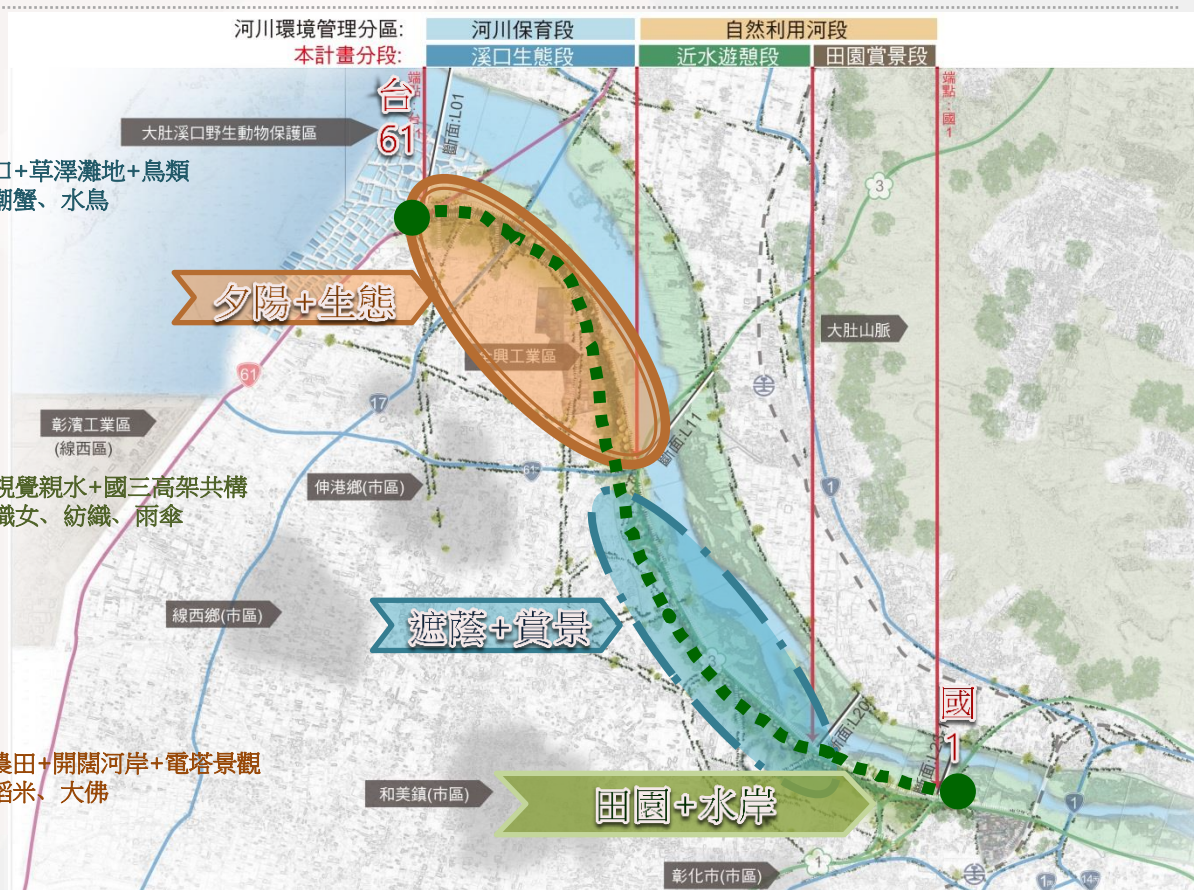 河川環境管理分區: 河川保育段 自然利用河段
本計畫分段: 溪口生態段 近水遊憩段 田園賞景段
端點:台61
端點:國1
台
61
斷面:L01
大肚溪口野生動物保護區
口+草澤灘地+鳥類
潮蟹、水鳥
3
夕陽+生態
大肚山脈
全興工業區
61
17
彰濱工業區
(線西區)
斷面:L11
61
視覺親水+國三高架共構
織女、紡織、雨傘
伸港鄉(市區)
1
線西鄉(市區)
遮蔭+賞景
國
1
斷面:L20
農田+開闊河岸+電塔景觀
稻米、大佛
和美鎮(市區)
田園+水岸
1
1
彰化市(市區)